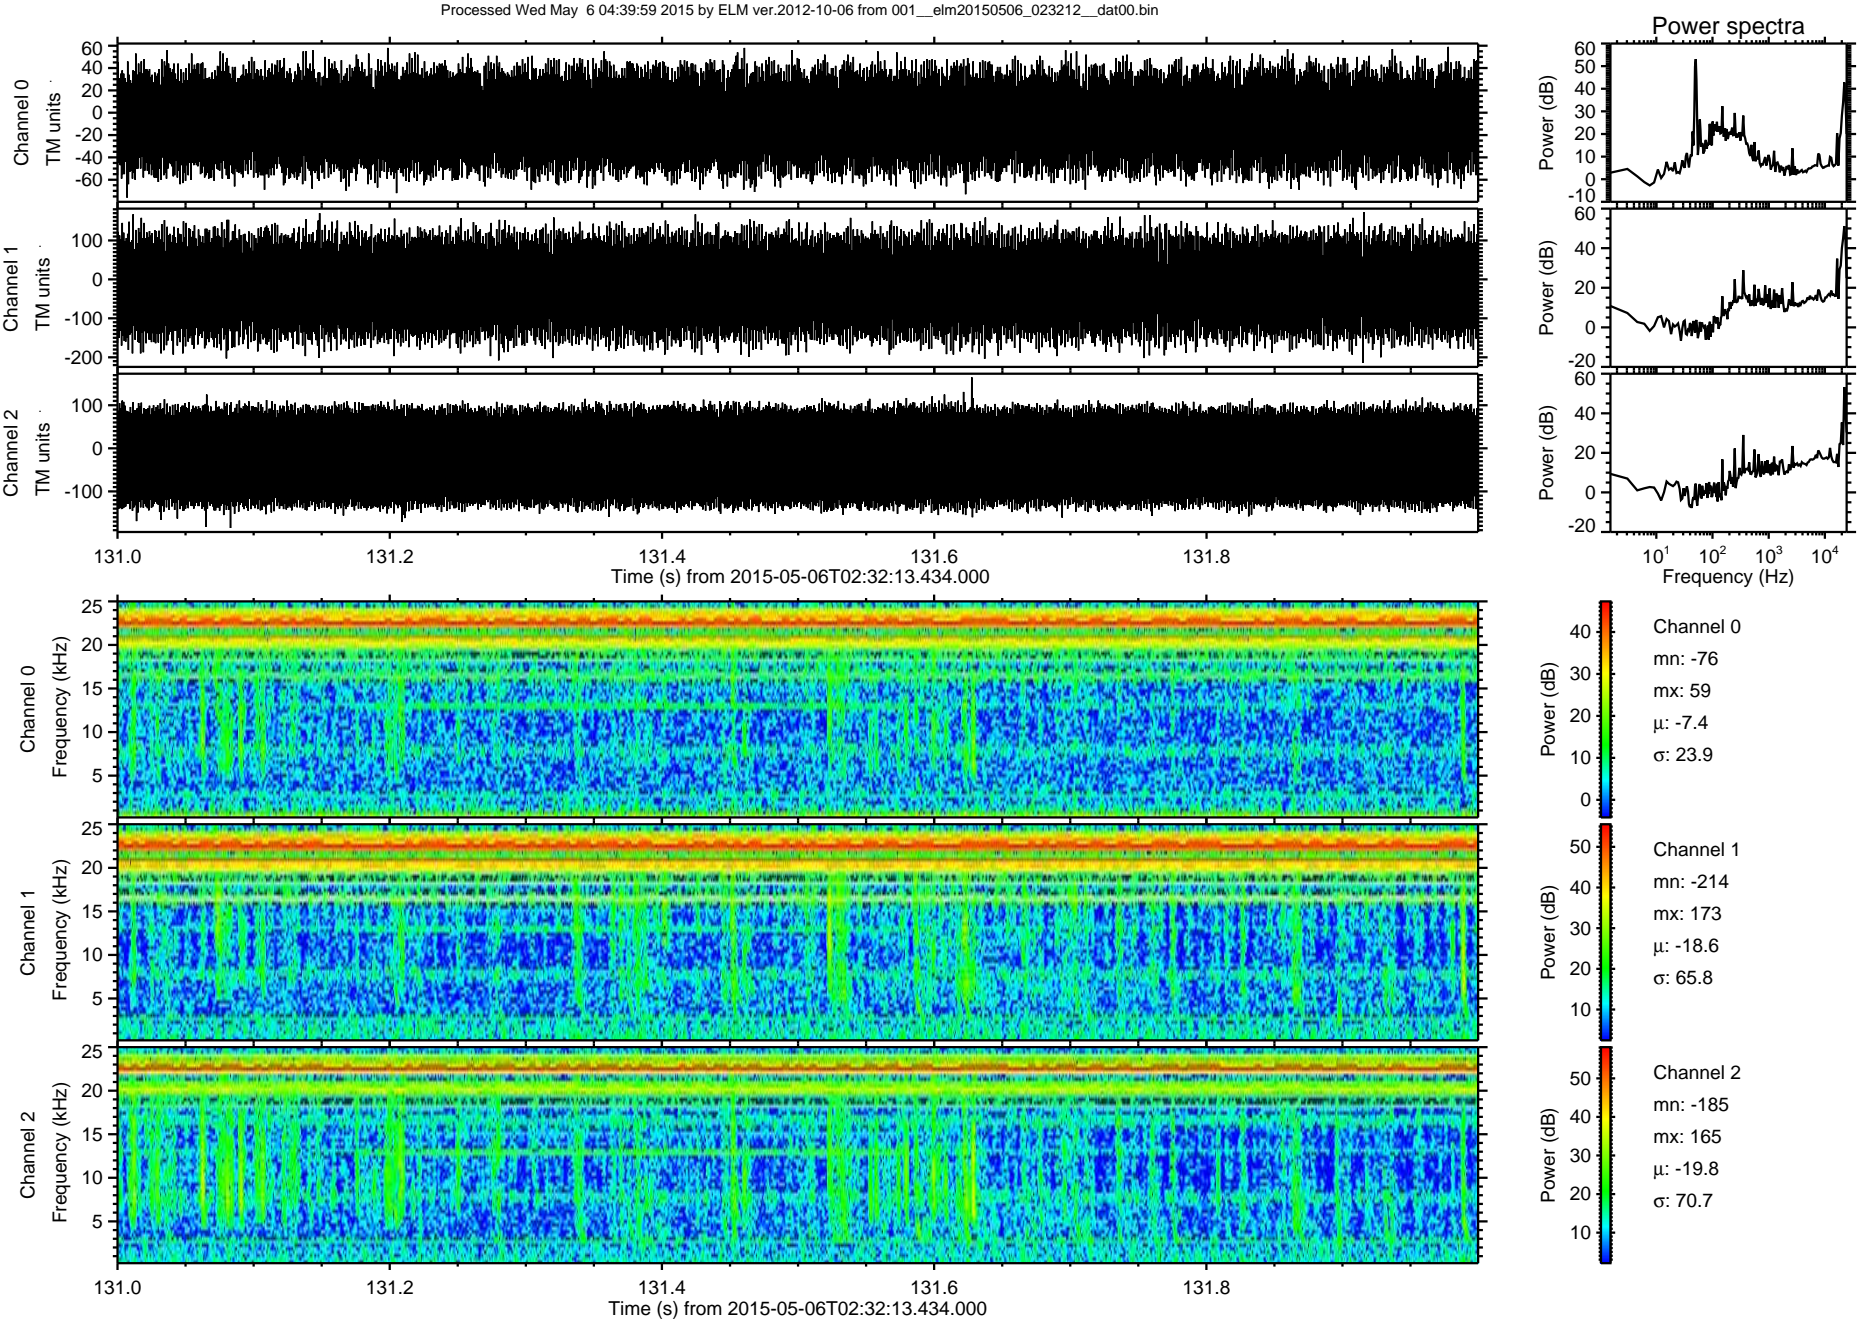 Processed Wed May  6 04:39:59 2015 by ELM ver.2012-10-06 from 001__elm20150506_023212__dat00.bin
Power spectra
Channel 0
TM units
60
40
20
0
-20
-40
-60
Power (dB)
60
50
40
30
20
10
0
-10
Channel 1
TM units
100
0
-100
-200
Power (dB)
60
40
20
0
-20
Channel 2
TM units
100
0
-100
Power (dB)
60
40
20
0
-20
131.0 131.2 131.4 131.6 131.8
Time (s) from 2015-05-06T02:32:13.434.000
10¹ 10² 10³ 10⁴
Frequency (Hz)
Channel 0
Frequency (kHz)
25
20
15
10
5
Power (dB)
40
30
20
10
0
Channel 0
mn: -76
mx: 59
μ: -7.4
σ: 23.9
Channel 1
Frequency (kHz)
25
20
15
10
5
Power (dB)
50
40
30
20
10
Channel 1
mn: -214
mx: 173
μ: -18.6
σ: 65.8
Channel 2
Frequency (kHz)
25
20
15
10
5
Power (dB)
50
40
30
20
10
Channel 2
mn: -185
mx: 165
μ: -19.8
σ: 70.7
131.0 131.2 131.4 131.6 131.8
Time (s) from 2015-05-06T02:32:13.434.000